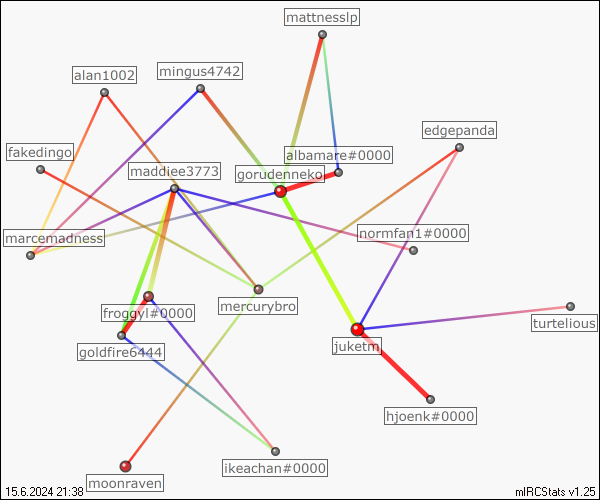 mattnesslp
mingus4742
alan1002
edgepanda
fakedingo
albamare#0000
maddiee3773
gorudenneko
normfan1#0000
marcemadness
mercurybro
froggyl#0000
turtelious
juketm
goldfire6444
hjoenk#0000
ikeachan#0000
moonraven
15.6.2024 21:38
mIRCStats v1.25